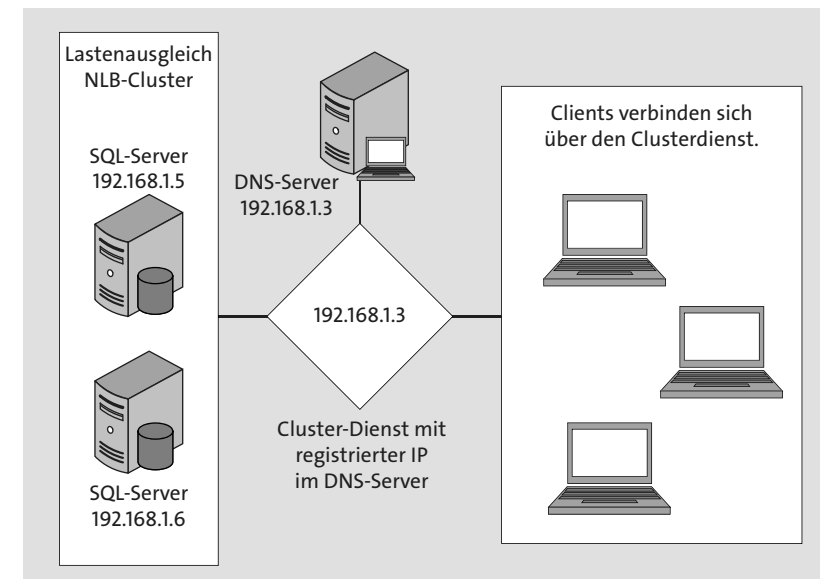 Lastenausgleich
NLB-Cluster
SQL-Server
192.168.1.5
SQL-Server
192.168.1.6
DNS-Server
192.168.1.3
192.168.1.3
Cluster-Dienst mit
registrierter IP
im DNS-Server
Clients verbinden sich
über den Clusterdienst.